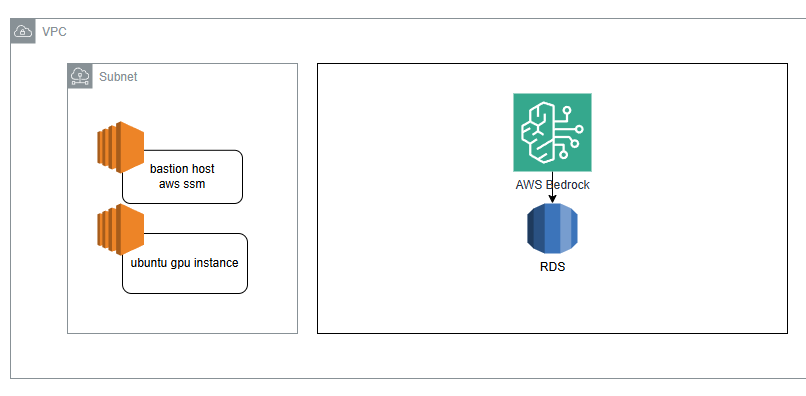 VPC
Subnet
bastion host
aws ssm
ubuntu gpu instance
AWS Bedrock
RDS